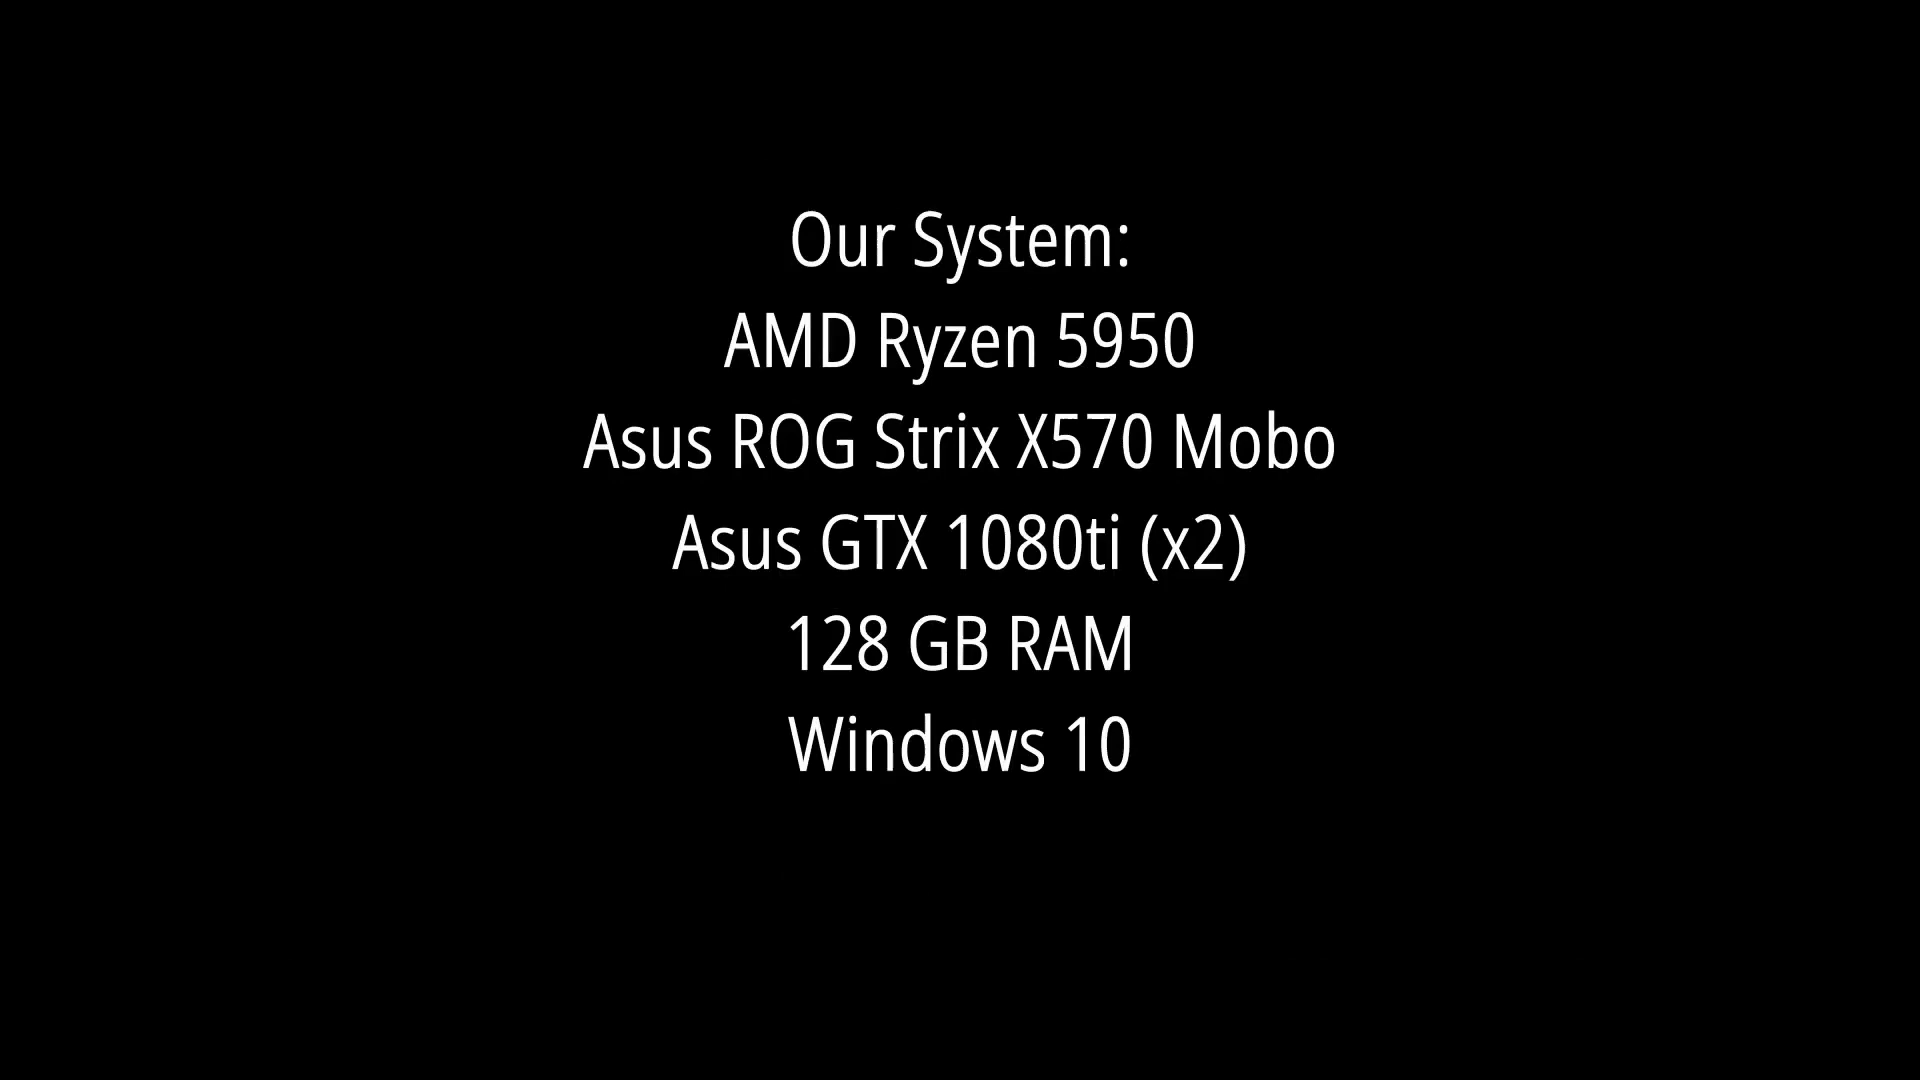 Our System:
AMD Ryzen 5950
Asus ROG Strix X570 Mobo
Asus GTX 1080ti (x2)
128 GB RAM
Windows 10